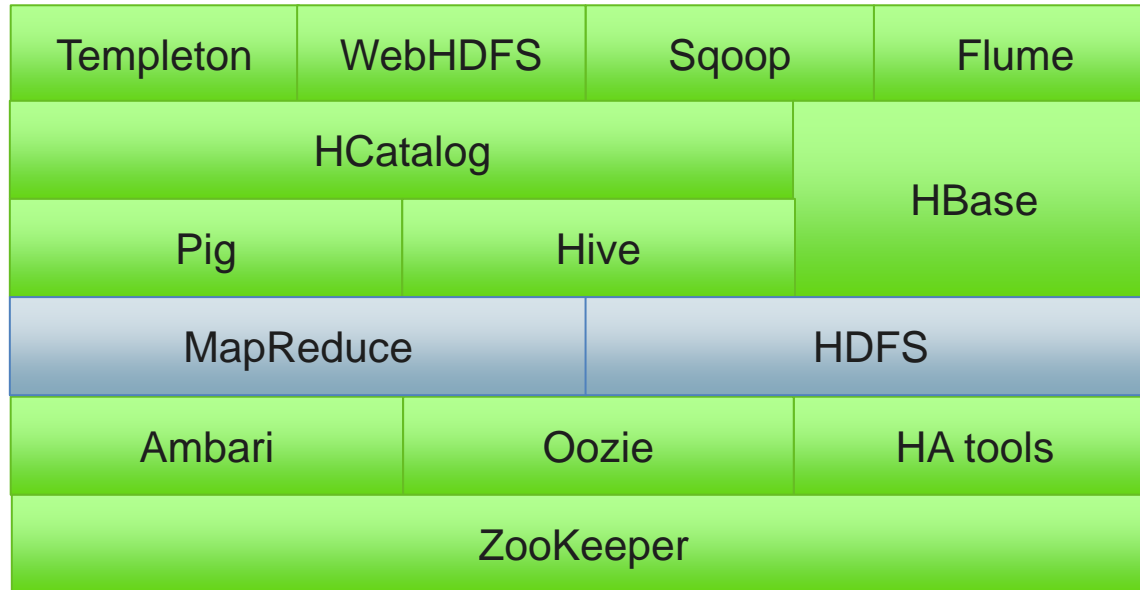 Templeton WebHDFS Sqoop Flume
HCatalog
HBase
Pig Hive
MapReduce HDFS
Ambari Oozie HA tools
ZooKeeper